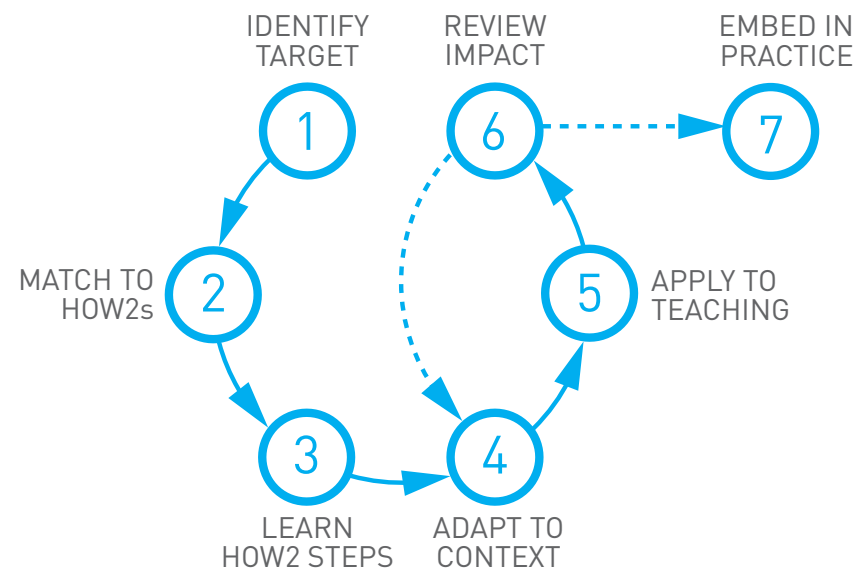 IDENTIFY
TARGET
1
MATCH TO
HOW2s
2
3
LEARN
HOW2 STEPS
4
ADAPT TO
CONTEXT
5
APPLY TO
TEACHING
REVIEW
IMPACT
6
EMBED IN
PRACTICE
7